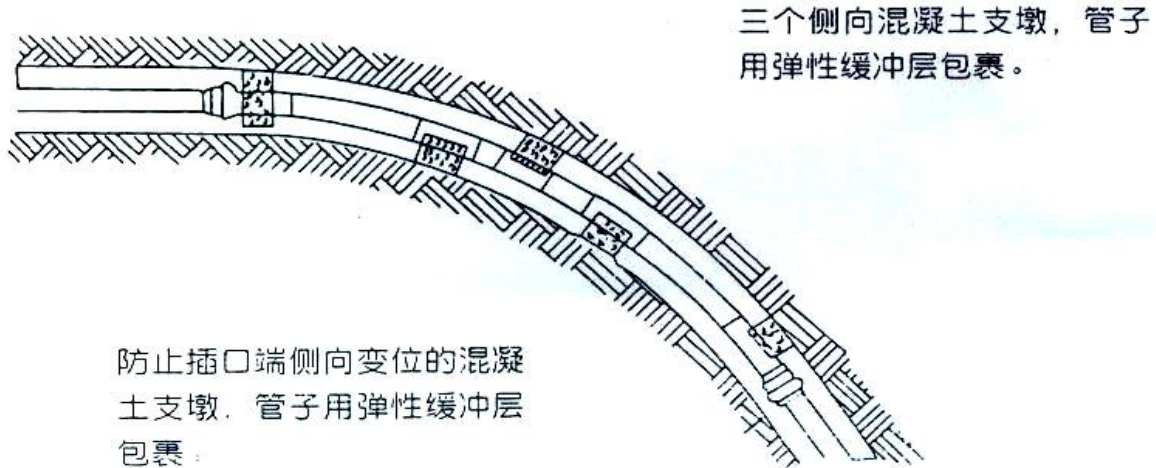 三个侧向混凝土支墩，管子
用弹性缓冲层包裹。
防止插口端侧向变位的混凝
土支墩．管子用弹性缓冲层
包裹．